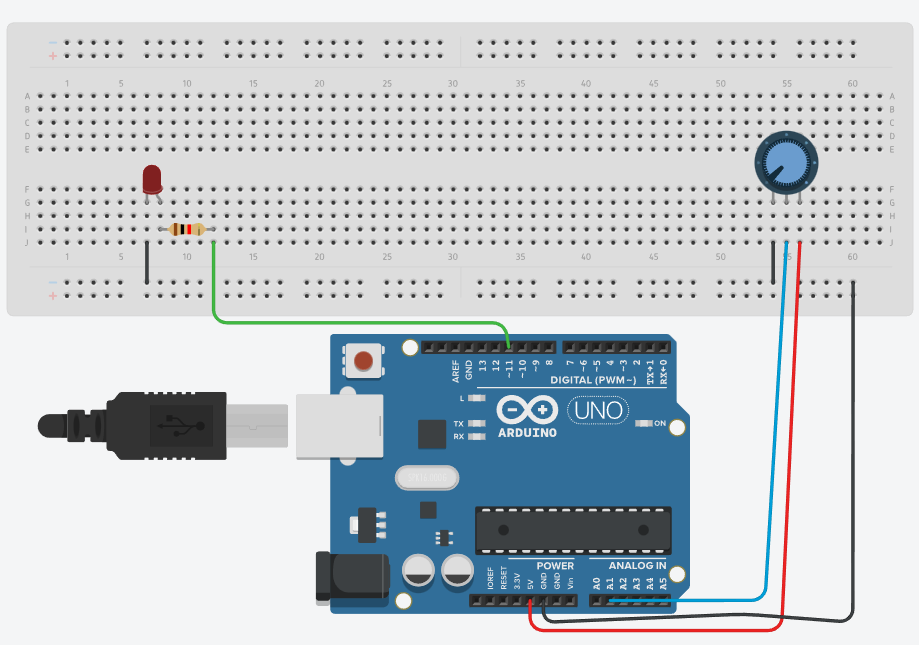 − −
+ +
1 5 10 15 20 25 30 35 40 45 50 55 60
A A
B B
C C
D D
E E
F F
G G
H H
I I
J J
1 5 10 15 20 25 30 35 40 45 50 55 60
− −
+ +
AREF GND 13 12 ~11 ~10 ~9 8 7 ~6 ~5 4 ~3 2 TX→1 RX←0
DIGITAL (PWM~)
L
TX
RX
UNO
ON
ARDUINO
POWER
ANALOG IN
IOREF RESET 3.3V 5V GND GND Vin A0 A1 A2 A3 A4 A5